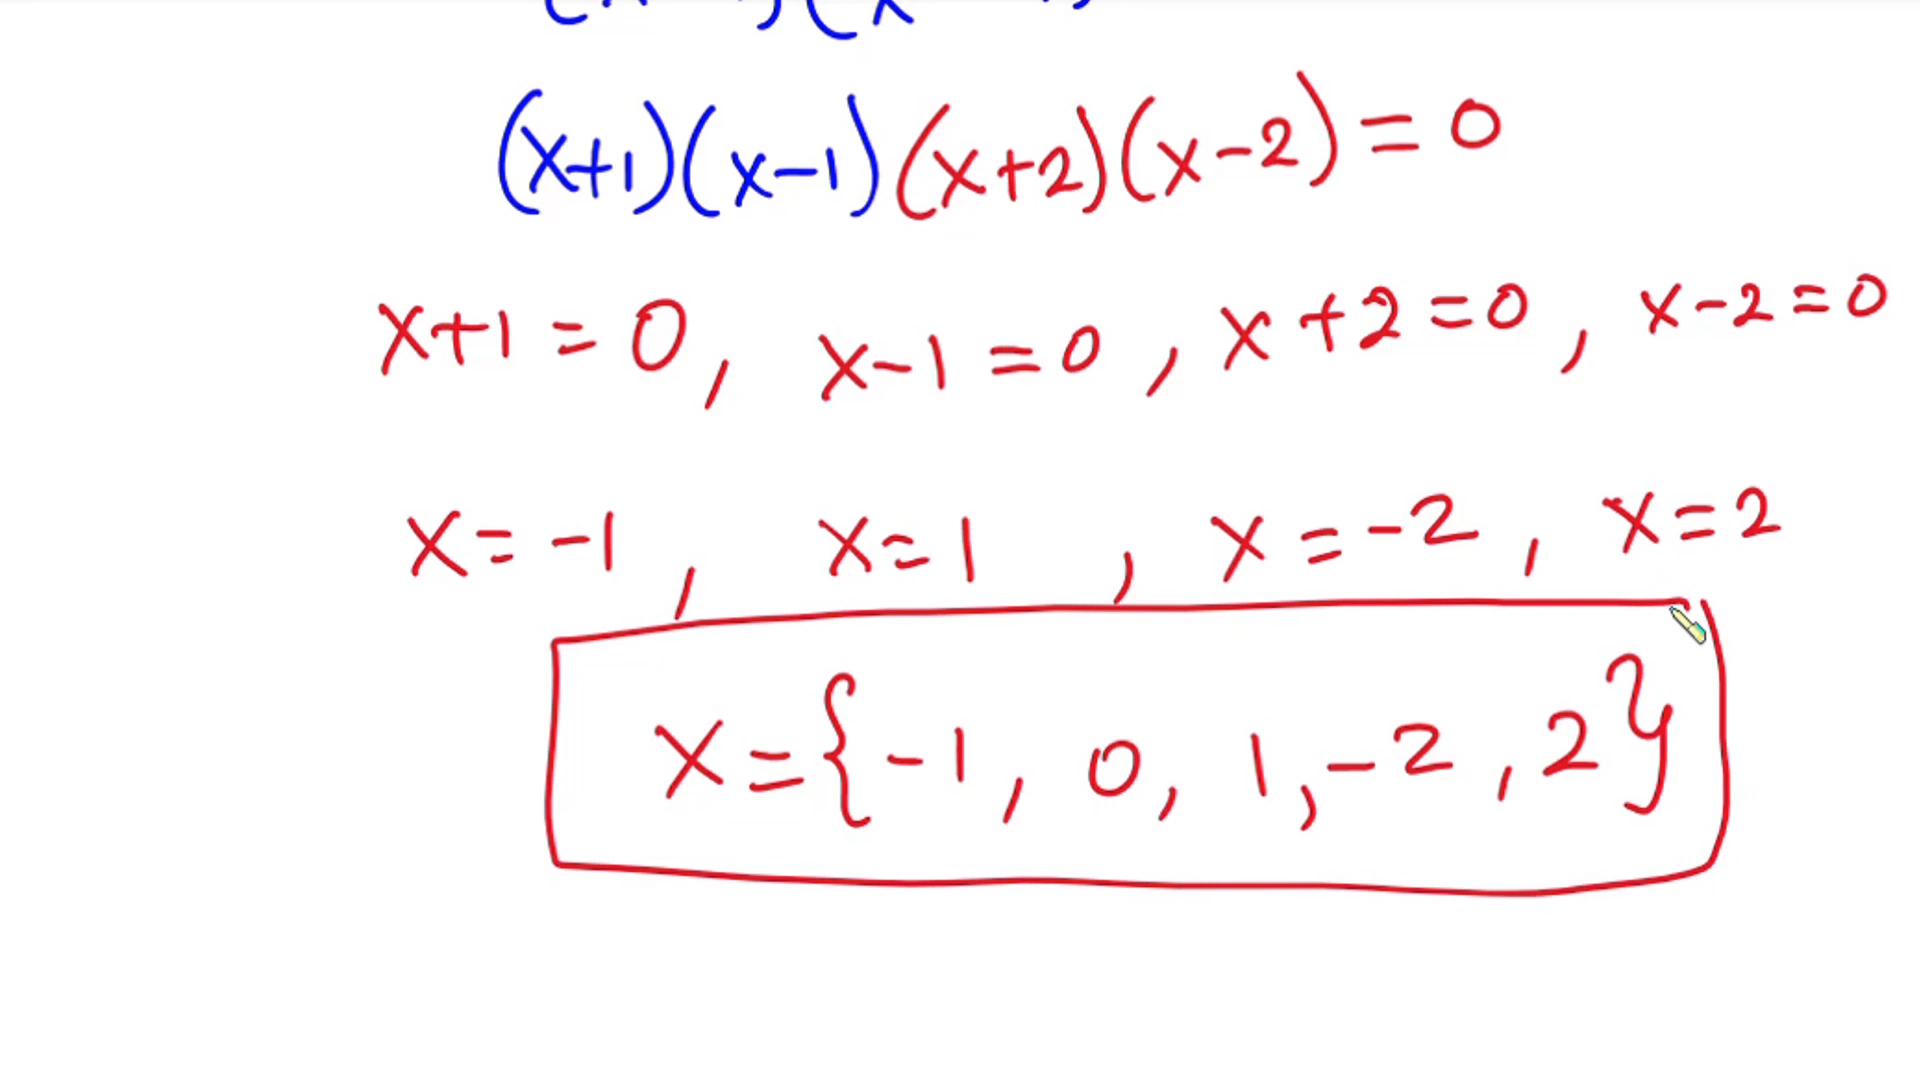 (x+1)(x-1)(x+2)(x-2)=0
x+1=0, x-1=0, x+2=0, x-2=0
x=-1, x=1, x=-2, x=2
x={-1, 0, 1, -2, 2}